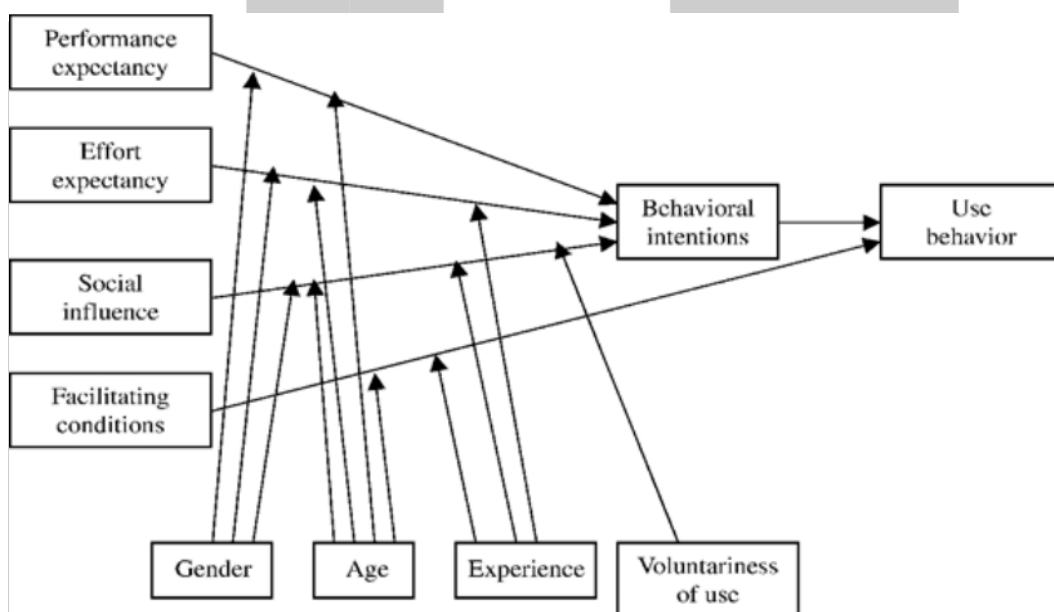 Performance
expectancy
Effort
expectancy
Social
influence
Facilitating
conditions
Behavioral
intentions
Use
behavior
Gender
Age
Experience
Voluntariness
of use